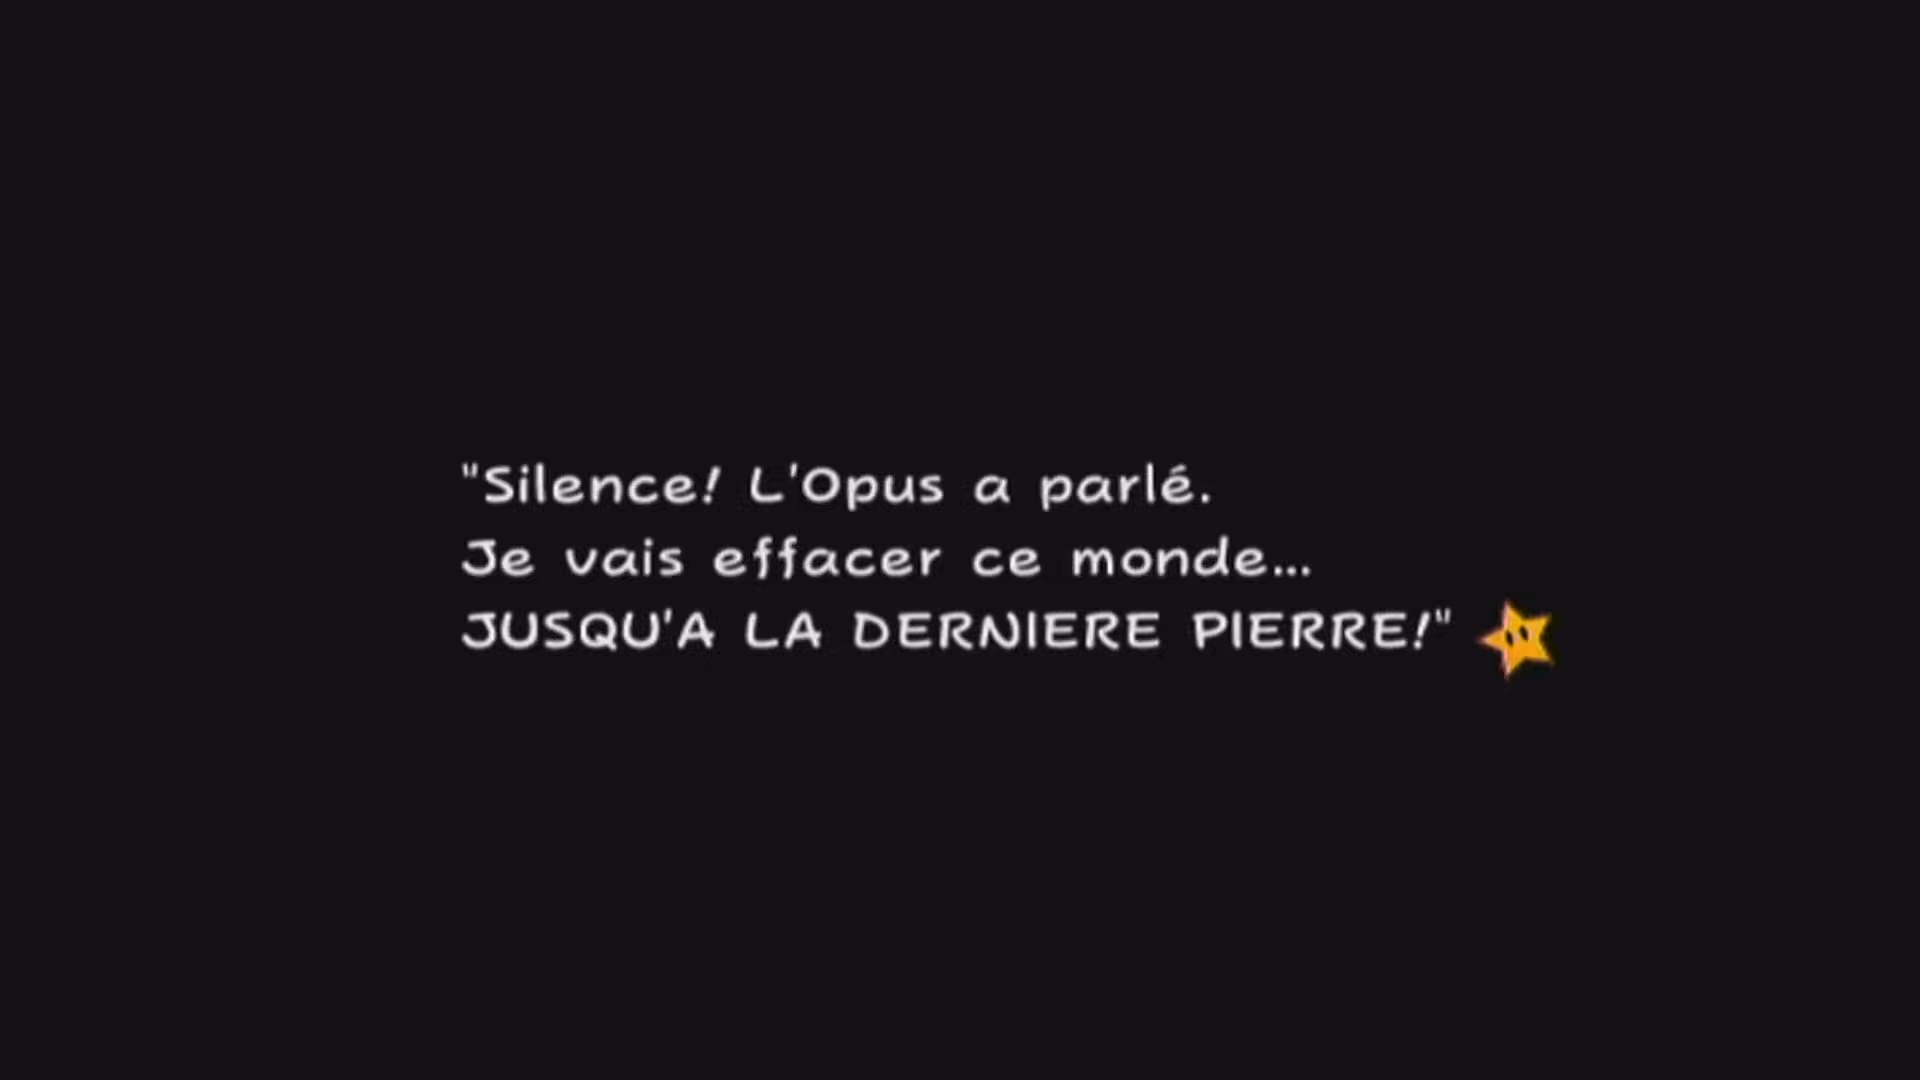 "Silence! L'Opus a parlé.
Je vais effacer ce monde...
JUSQU'A LA DERNIERE PIERRE!"